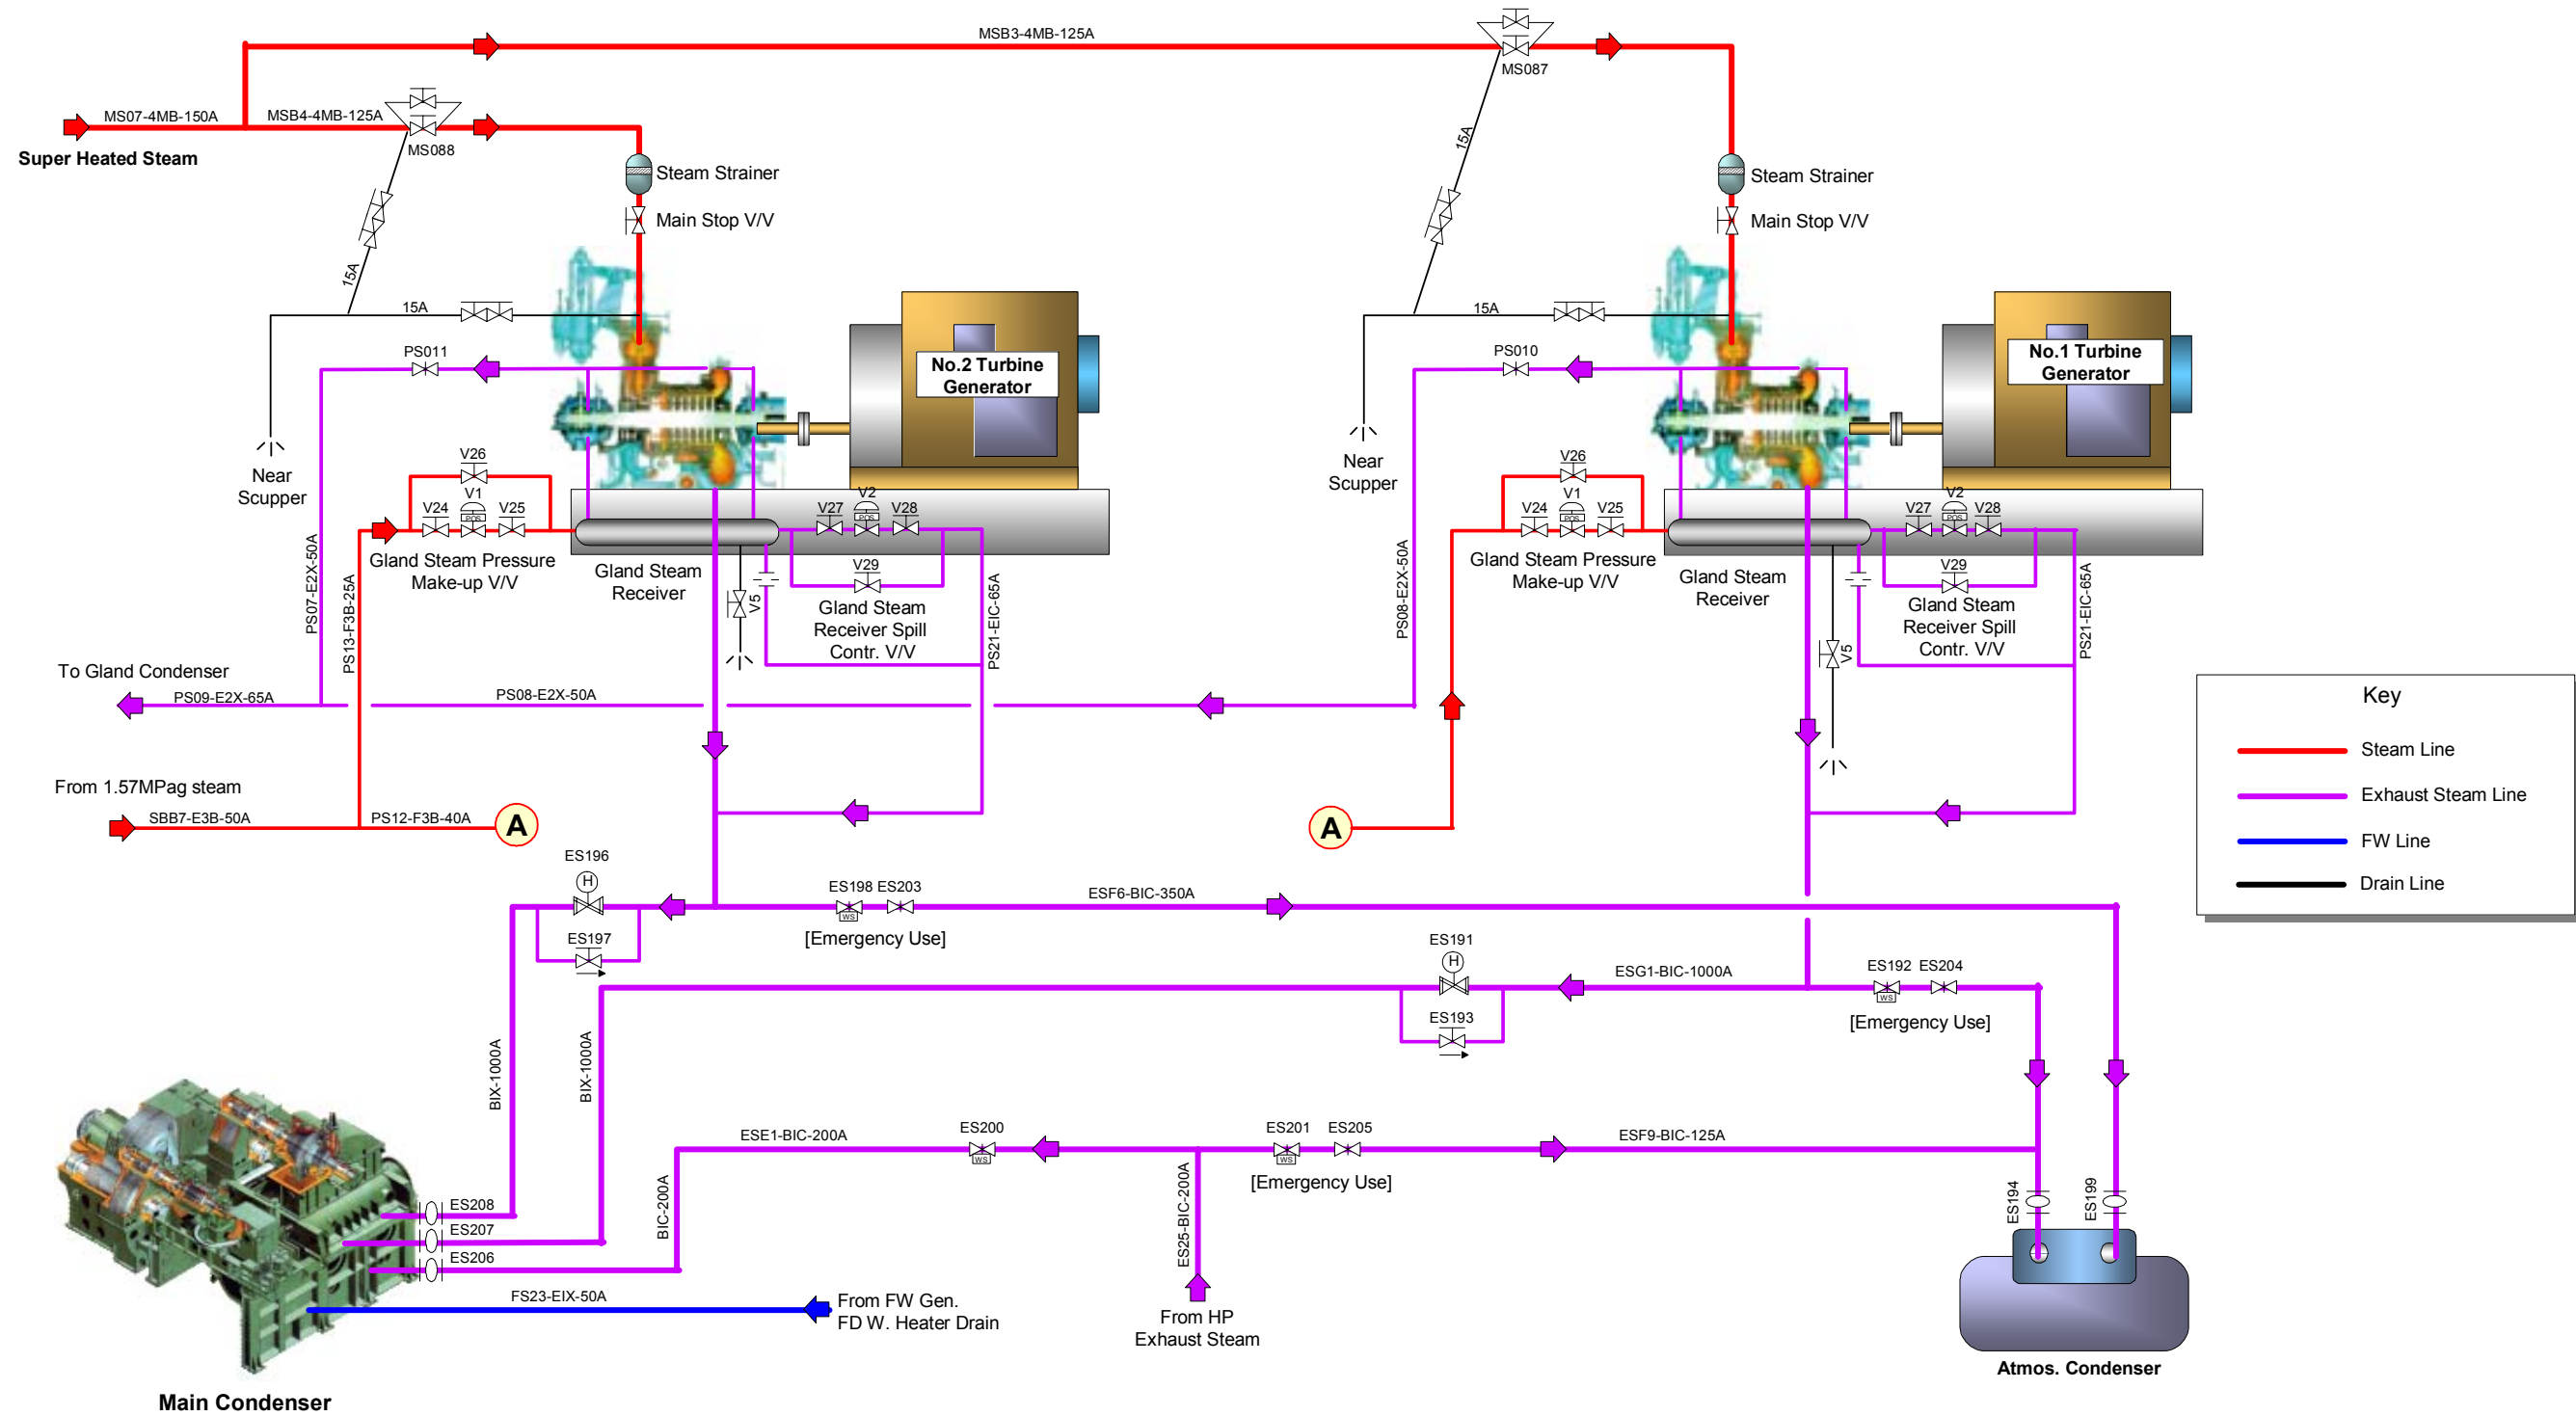 MSB3-4MB-125A
MS087
MS07-4MB-150A
MSB4-4MB-125A
MS088
Super Heated Steam
15A
15A
Steam Strainer
Main Stop V/V
Steam Strainer
Main Stop V/V
15A
15A
PS011
PS010
No.2 Turbine
Generator
No.1 Turbine
Generator
Near
Scupper
Near
Scupper
V26
V1
V24
POS
V25
V2
V27
POS
V28
V29
V5
Gland Steam Pressure
Make-up V/V
Gland Steam
Receiver
Gland Steam
Receiver Spill
Contr. V/V
PS07-E2X-50A
PS13-F3B-25A
PS21-EIC-65A
V26
V1
V24
POS
V25
V2
V27
POS
V28
V29
V5
Gland Steam Pressure
Make-up V/V
Gland Steam
Receiver
Gland Steam
Receiver Spill
Contr. V/V
PS08-E2X-50A
PS21-EIC-65A
To Gland Condenser
PS09-E2X-65A
PS08-E2X-50A
From 1.57MPag steam
SBB7-E3B-50A
PS12-F3B-40A
A
A
Key
Steam Line
Exhaust Steam Line
FW Line
Drain Line
ES196
H
ES197
ES198
ES203
WS
[Emergency Use]
ESF6-BIC-350A
ES191
H
ES193
ESG1-BIC-1000A
ES192
ES204
WS
[Emergency Use]
BIX-1000A
BIX-1000A
ESE1-BIC-200A
ES200
WS
ES201
ES205
WS
[Emergency Use]
ESF9-BIC-125A
BIC-200A
ES25-BIC-200A
ES194
ES199
ES208
ES207
ES206
FS23-EIX-50A
From FW Gen.
FD W. Heater Drain
From HP
Exhaust Steam
Atmos. Condenser
Main Condenser